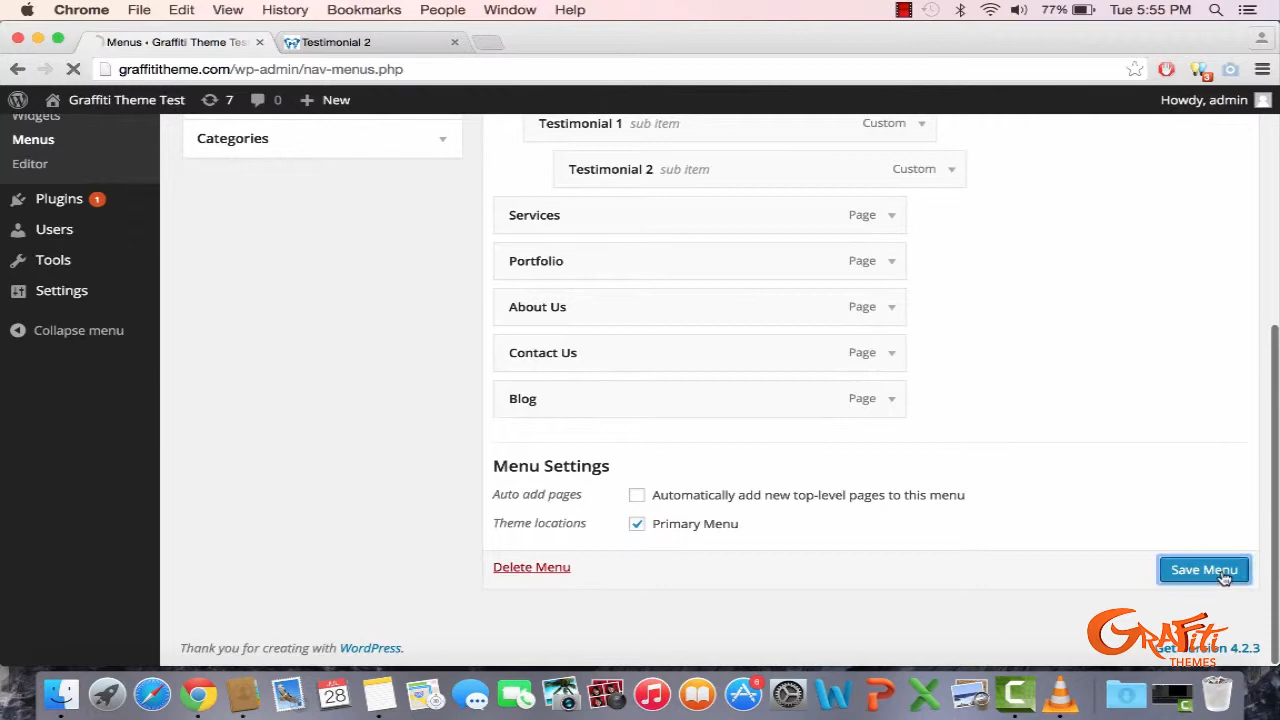 Chrome File Edit View History Bookmarks People Window Help 77% Tue 5:55 PM
Menus ‹ Graffiti Theme Tes Testimonial 2
graffititheme.com/wp-admin/nav-menus.php 3
Graffiti Theme Test 7 0 New Howdy, admin
Widgets
Menus
Editor
Plugins 1
Users
Tools
Settings
Collapse menu
Categories
Testimonial 1 sub item Custom
Testimonial 2 sub item Custom
Services Page
Portfolio Page
About Us Page
Contact Us Page
Blog Page
Menu Settings
Auto add pages Automatically add new top-level pages to this menu
Theme locations Primary Menu
Delete Menu Save Menu
Thank you for creating with WordPress. Get Version 4.2.3
GRAFFiTi
THEMES
JUL
28
8